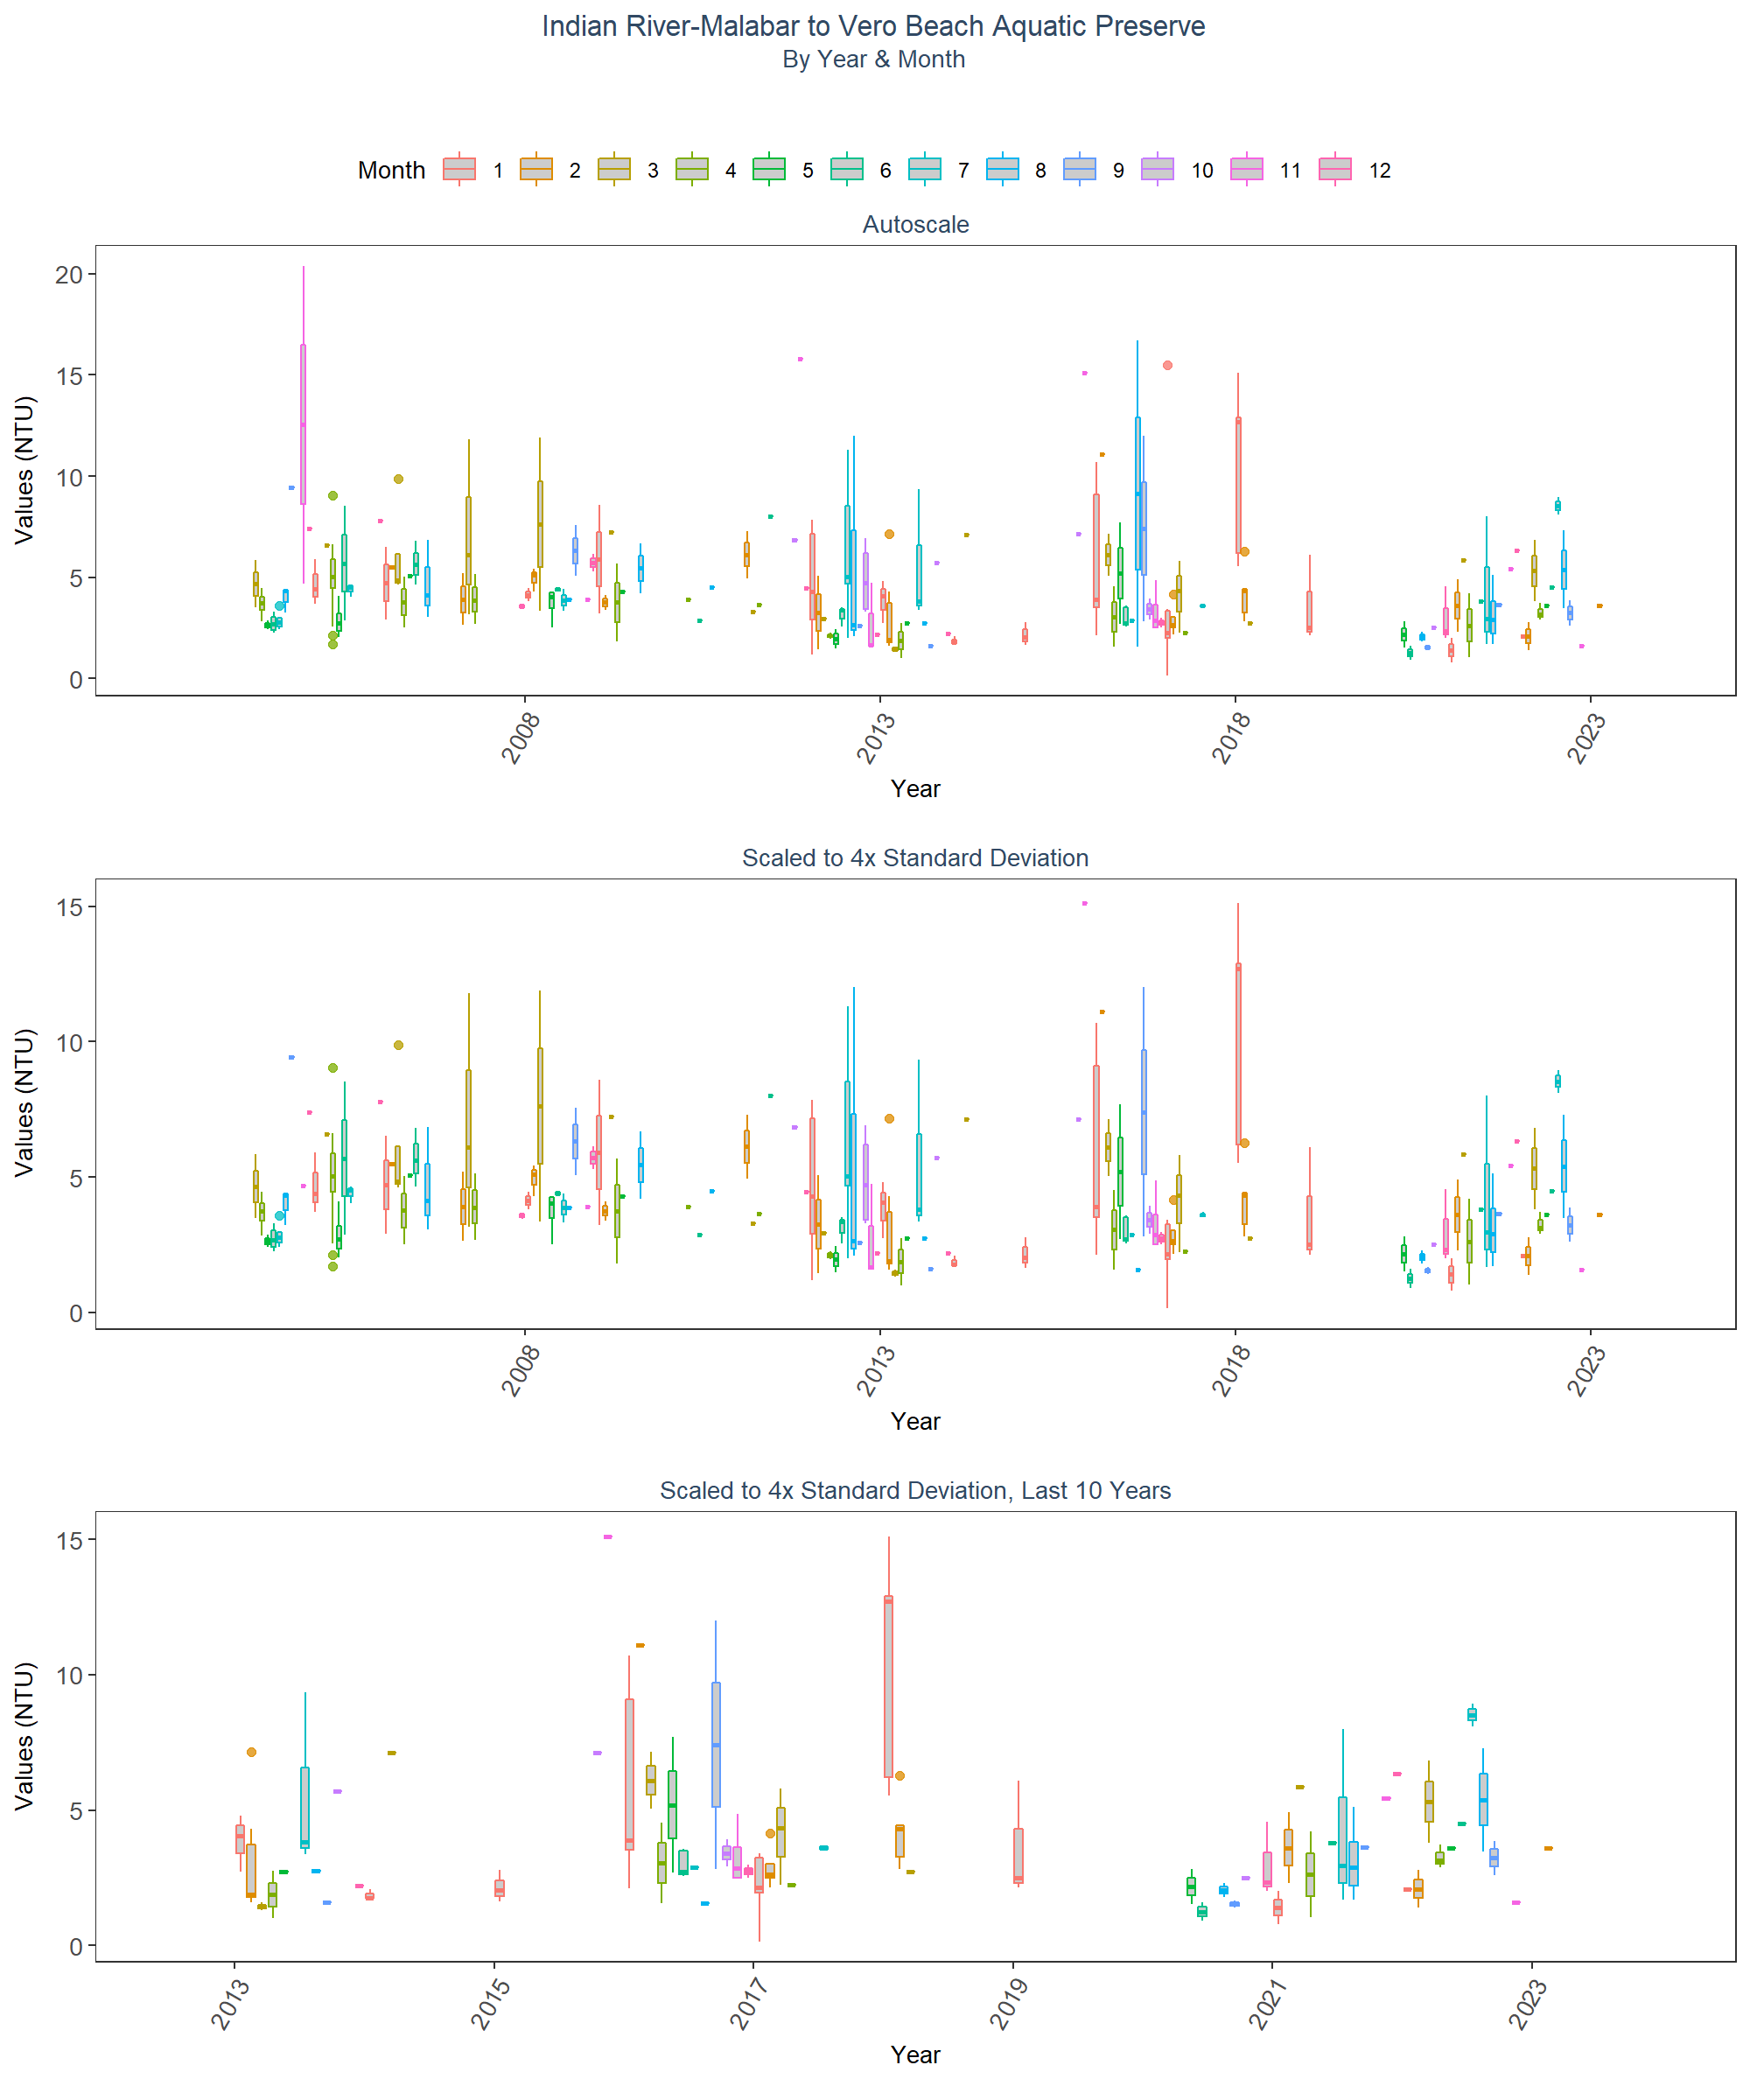 Indian River-Malabar to Vero Beach Aquatic Preserve
By Year & Month
Month 1 2 3 4 5 6 7 8 9 10 11 12
Autoscale
Values (NTU)
20
15
10
5
0
2008 2013 2018 2023
Year
Scaled to 4x Standard Deviation
Values (NTU)
15
10
5
0
2008 2013 2018 2023
Year
Scaled to 4x Standard Deviation, Last 10 Years
Values (NTU)
15
10
5
0
2013 2015 2017 2019 2021 2023
Year